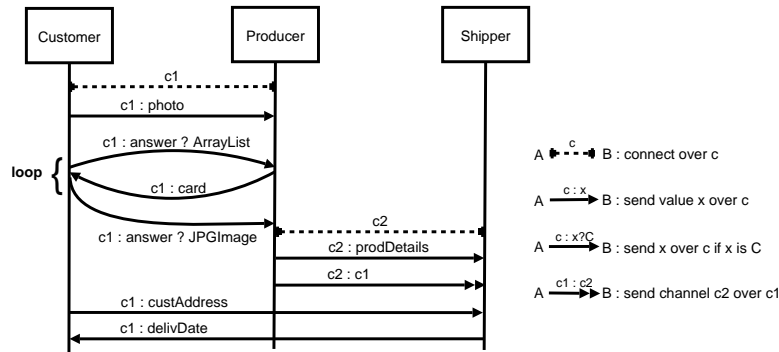 Customer
Producer
Shipper
c1
c1 : photo
c1 : answer ? ArrayList
loop {
c1 : card
c1 : answer ? JPGImage
c2
c2 : prodDetails
c2 : c1
c1 : custAddress
c1 : delivDate
A c B : connect over c
A c : x B : send value x over c
A c : x?C B : send x over c if x is C
A c1 : c2 B : send channel c2 over c1